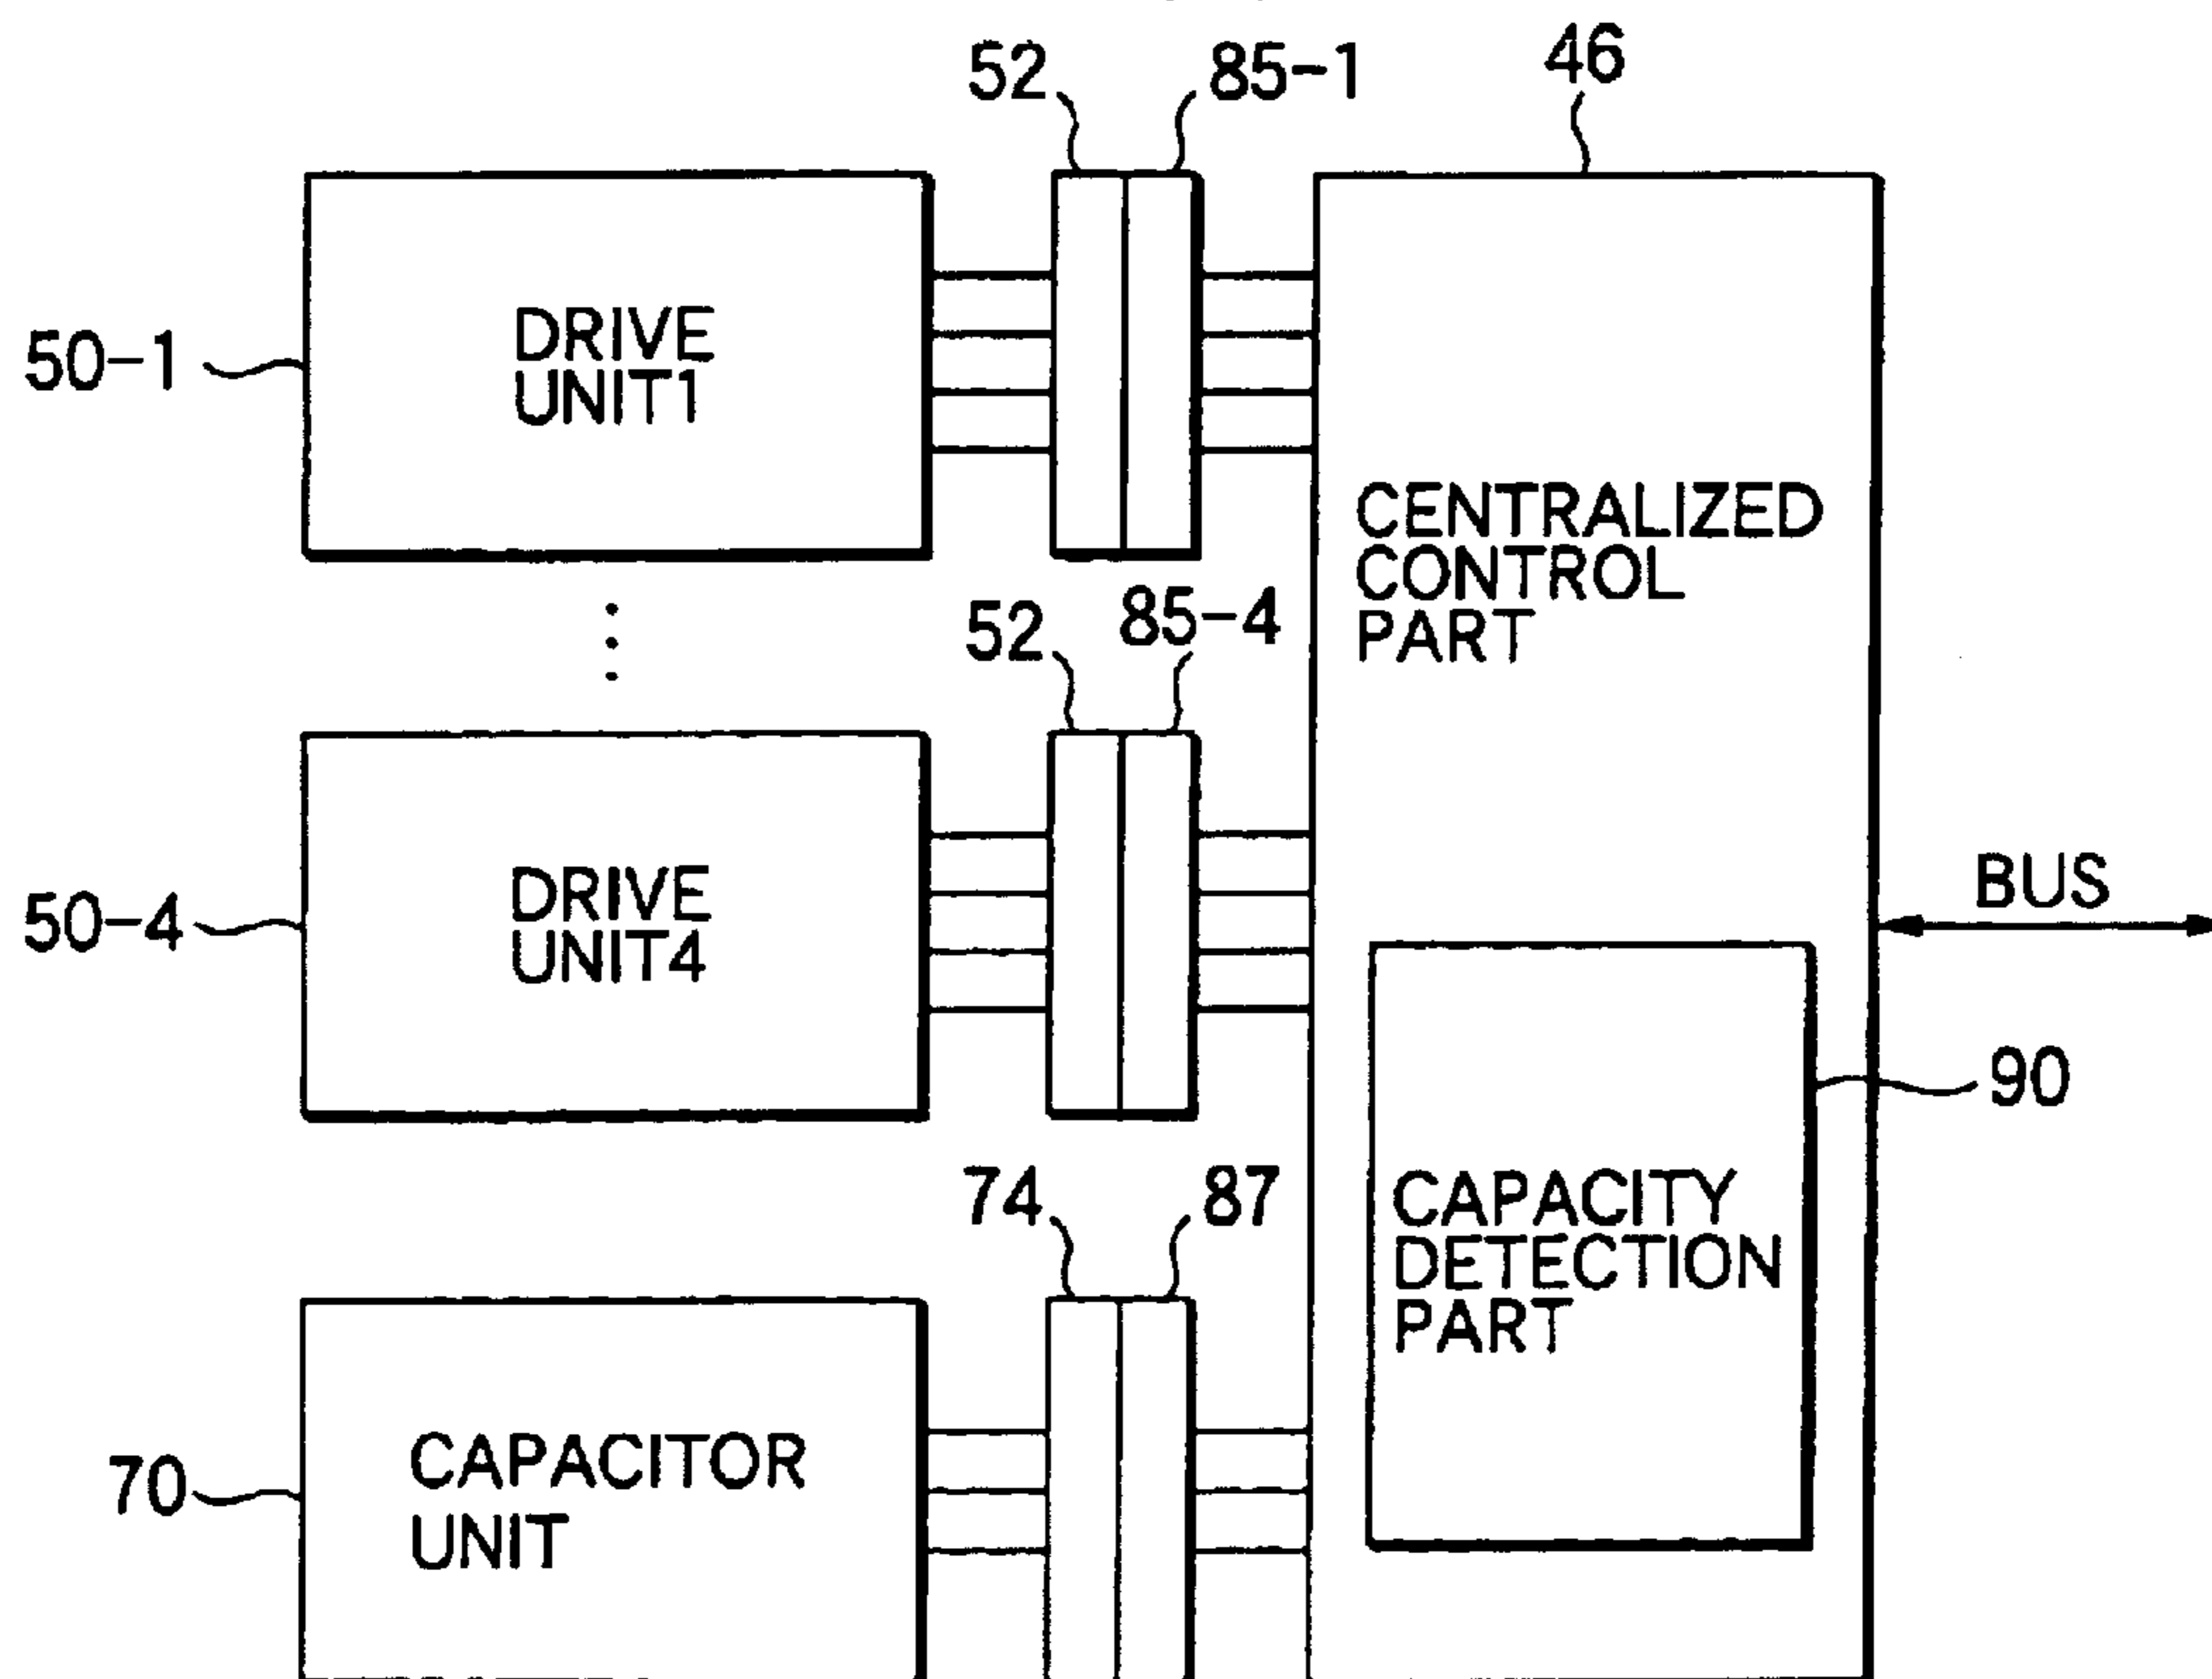 52
85-1
46
50-1
DRIVE
UNIT1
CENTRALIZED
CONTROL
PART
52
85-4
50-4
DRIVE
UNIT4
BUS
90
74
87
CAPACITY
DETECTION
PART
70
CAPACITOR
UNIT